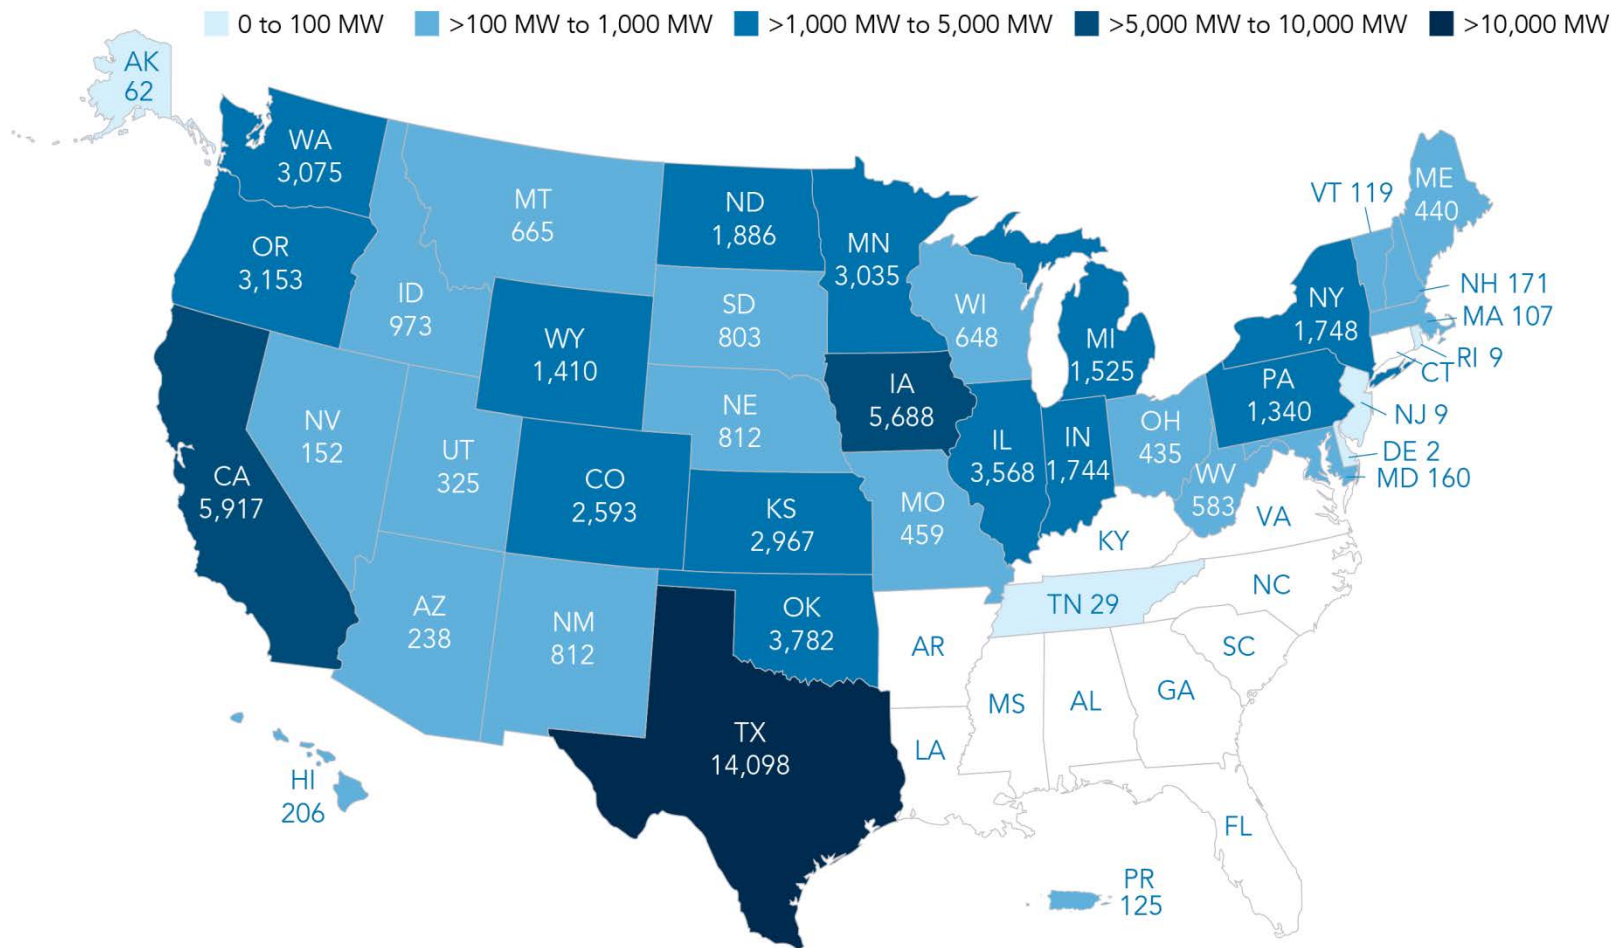 0 to 100 MW >100 MW to 1,000 MW >1,000 MW to 5,000 MW >5,000 MW to 10,000 MW >10,000 MW
AK
62
WA
3,075
OR
3,153
CA
5,917
ID
973
NV
152
MT
665
WY
1,410
UT
325
CO
2,593
AZ
238
NM
812
ND
1,886
SD
803
NE
812
KS
2,967
OK
3,782
TX
14,098
MN
3,035
IA
5,688
MO
459
AR
LA
WI
648
IL
3,568
MI
1,525
IN
1,744
OH
435
KY
TN 29
MS
AL
GA
FL
SC
NC
VA
WV
583
PA
1,340
NY
1,748
VT 119
ME
440
NH 171
MA 107
RI 9
CT
NJ 9
DE 2
MD 160
HI
206
PR
125